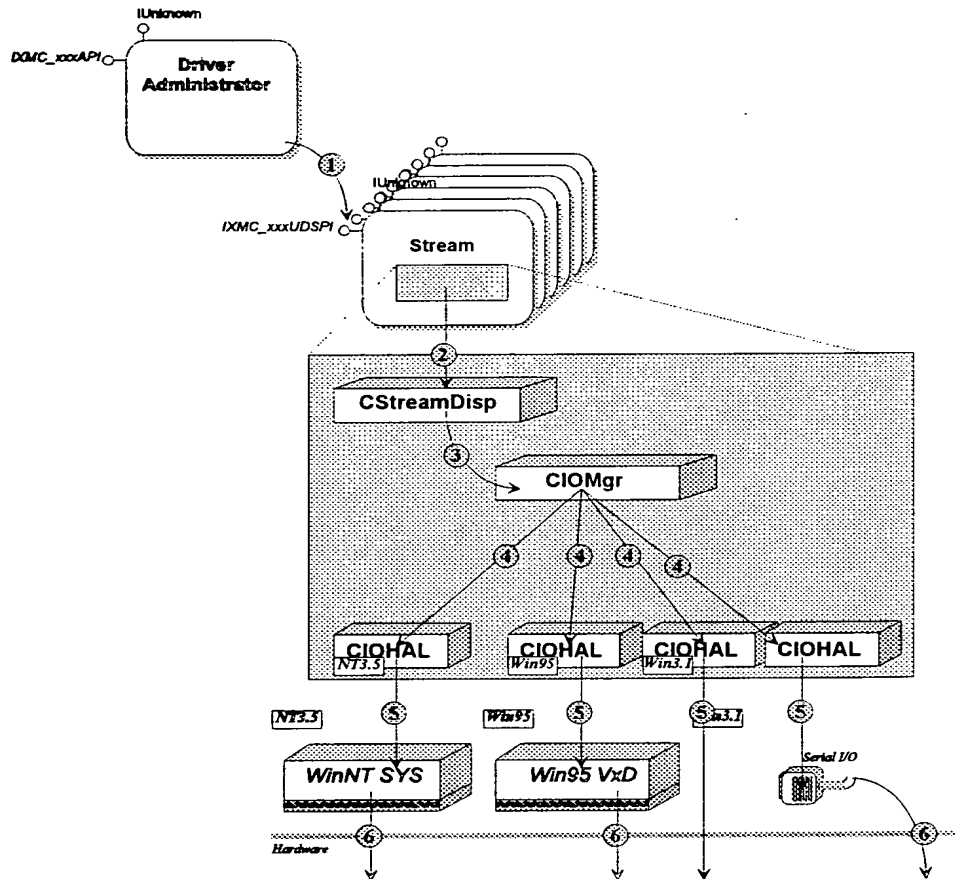 IUnknown
IXMC_xxxAPI
Driver
Administrator
1
IUnknown
IXMC_xxxUDSPI
Stream
2
CStreamDisp
3
CIOMgr
4 4 4 4
CIOHAL CIOHAL CIOHAL CIOHAL
NT3.5 Win95 Win3.1
NT3.5 5 Win95 5 5 5
Serial I/O
WinNT SYS Win95 VxD
6 6 6
Hardware